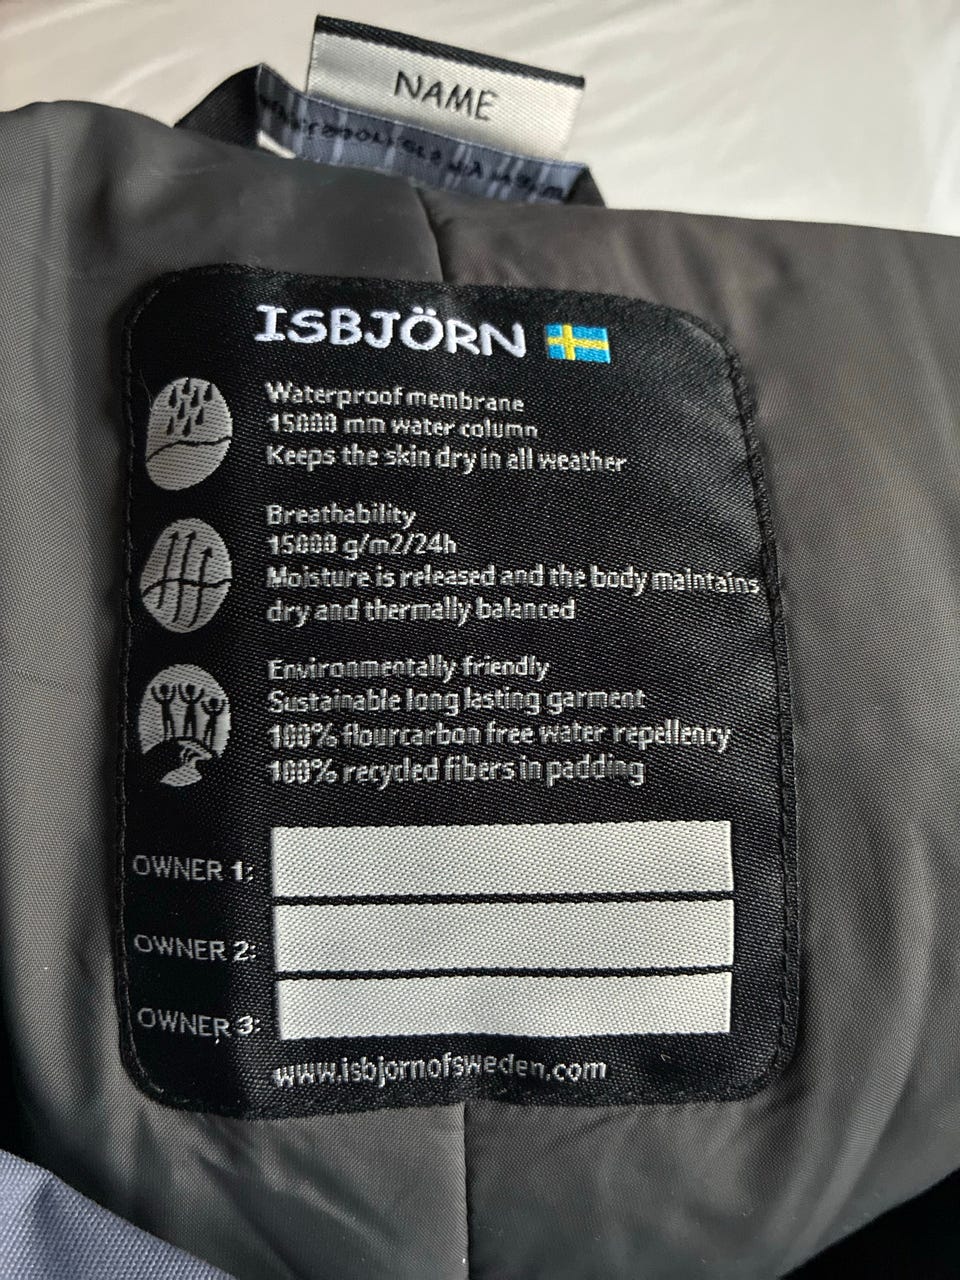 NAME
ISBJÖRN
Waterproof membrane
15000 mm water column
Keeps the skin dry in all weather
Breathability
15000 g/m2/24h
Moisture is released and the body maintains
dry and thermally balanced
Environmentally friendly
Sustainable long lasting garment
100% flourcarbon free water repellency
100% recycled fibers in padding
OWNER 1:
OWNER 2:
OWNER 3:
www.isbjornofsweden.com